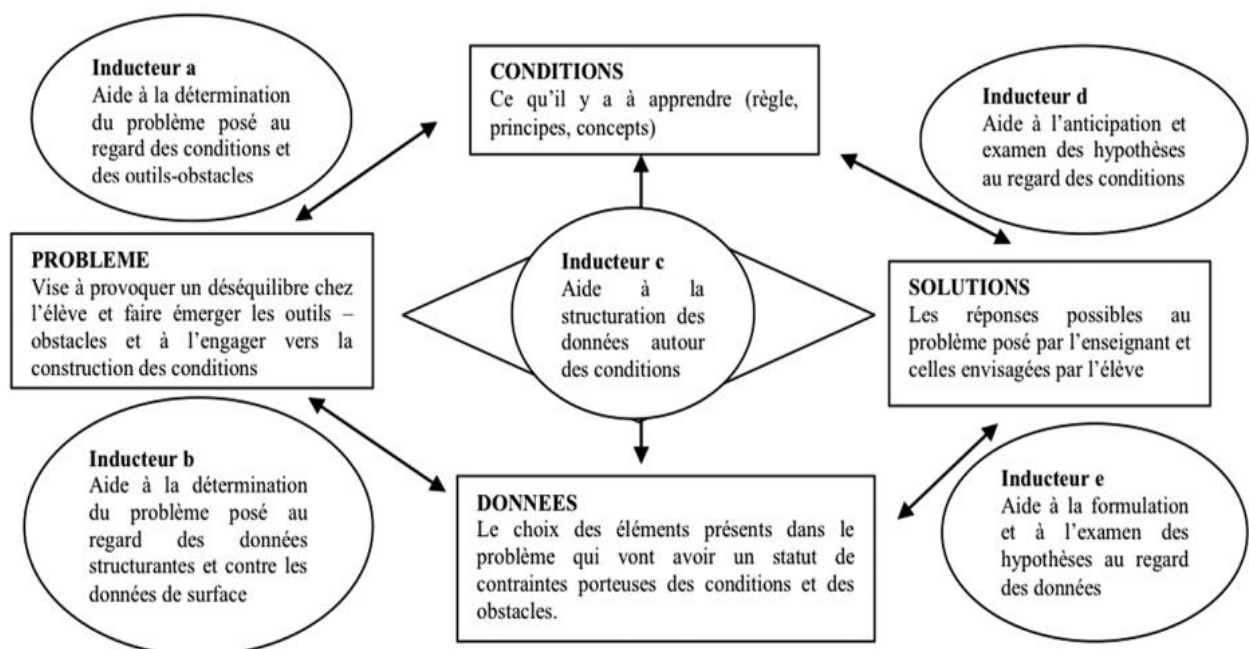 Inducteur a
Aide à la détermination
du problème posé au
regard des conditions et
des outils-obstacles
CONDITIONS
Ce qu’il y a à apprendre (règle,
principes, concepts)
Inducteur d
Aide à l’anticipation et
examen des hypothèses
au regard des conditions
PROBLEME
Vise à provoquer un déséquilibre chez
l’élève et faire émerger les outils –
obstacles et à l’engager vers la
construction des conditions
Inducteur c
Aide à la
structuration des
données autour
des conditions
SOLUTIONS
Les réponses possibles au
problème posé par l’enseignant et
celles envisagées par l’élève
Inducteur b
Aide à la détermination
du problème posé au
regard des données
structurantes et contre les
données de surface
DONNEES
Le choix des éléments présents dans le
problème qui vont avoir un statut de
contraintes porteuses des conditions et des
obstacles.
Inducteur e
Aide à la formulation
et à l’examen des
hypothèses au regard
des données